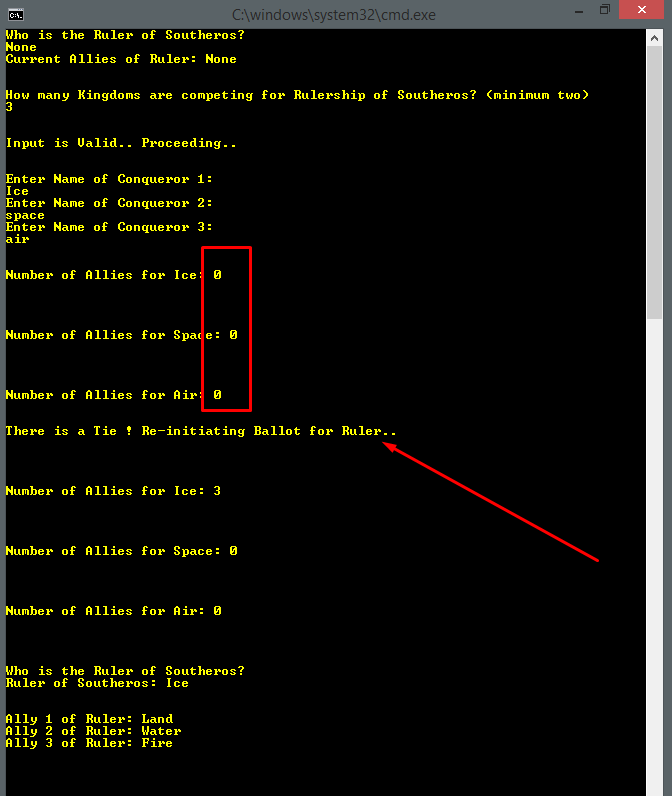 C:\windows\system32\cmd.exe
Who is the Ruler of Southeros?
None
Current Allies of Ruler: None
How many Kingdoms are competing for Rulership of Southeros? (minimum two)
3
Input is Valid.. Proceeding..
Enter Name of Conqueror 1:
Ice
Enter Name of Conqueror 2:
space
Enter Name of Conqueror 3:
air
Number of Allies for Ice: 0
Number of Allies for Space: 0
Number of Allies for Air: 0
There is a Tie ! Re-initiating Ballot for Ruler..
Number of Allies for Ice: 3
Number of Allies for Space: 0
Number of Allies for Air: 0
Who is the Ruler of Southeros?
Ruler of Southeros: Ice
Ally 1 of Ruler: Land
Ally 2 of Ruler: Water
Ally 3 of Ruler: Fire